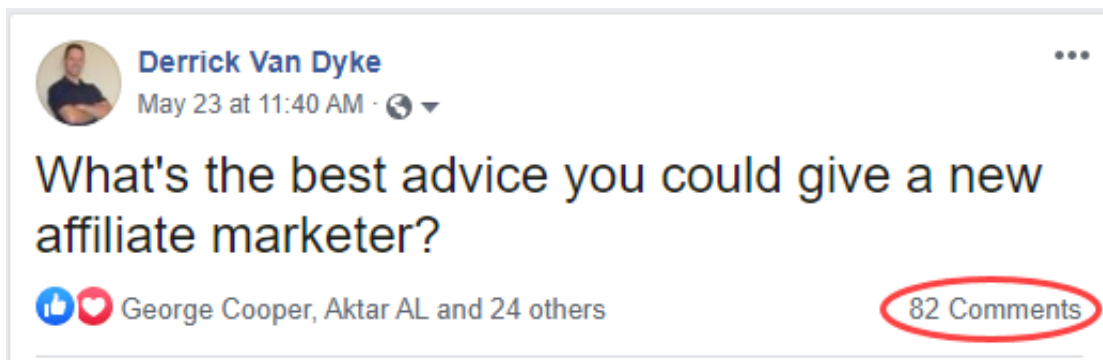 Derrick Van Dyke
May 23 at 11:40 AM ·
What's the best advice you could give a new
affiliate marketer?
George Cooper, Aktar AL and 24 others 82 Comments